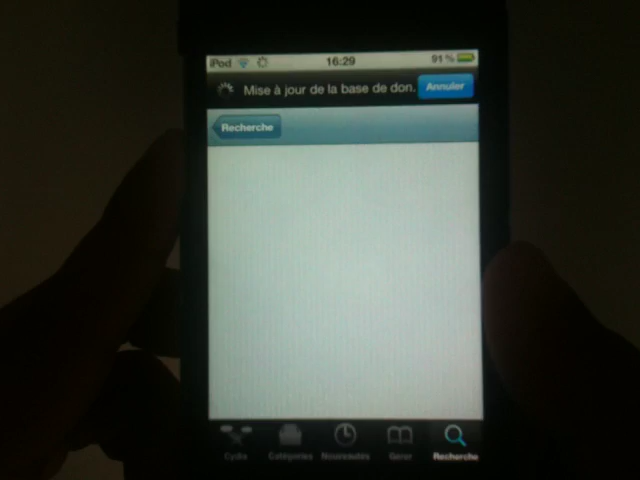 iPod 16:29 91 %
Mise à jour de la base de don. Annuler
Recherche
Cydia Catégories Nouveautés Gérer Recherche